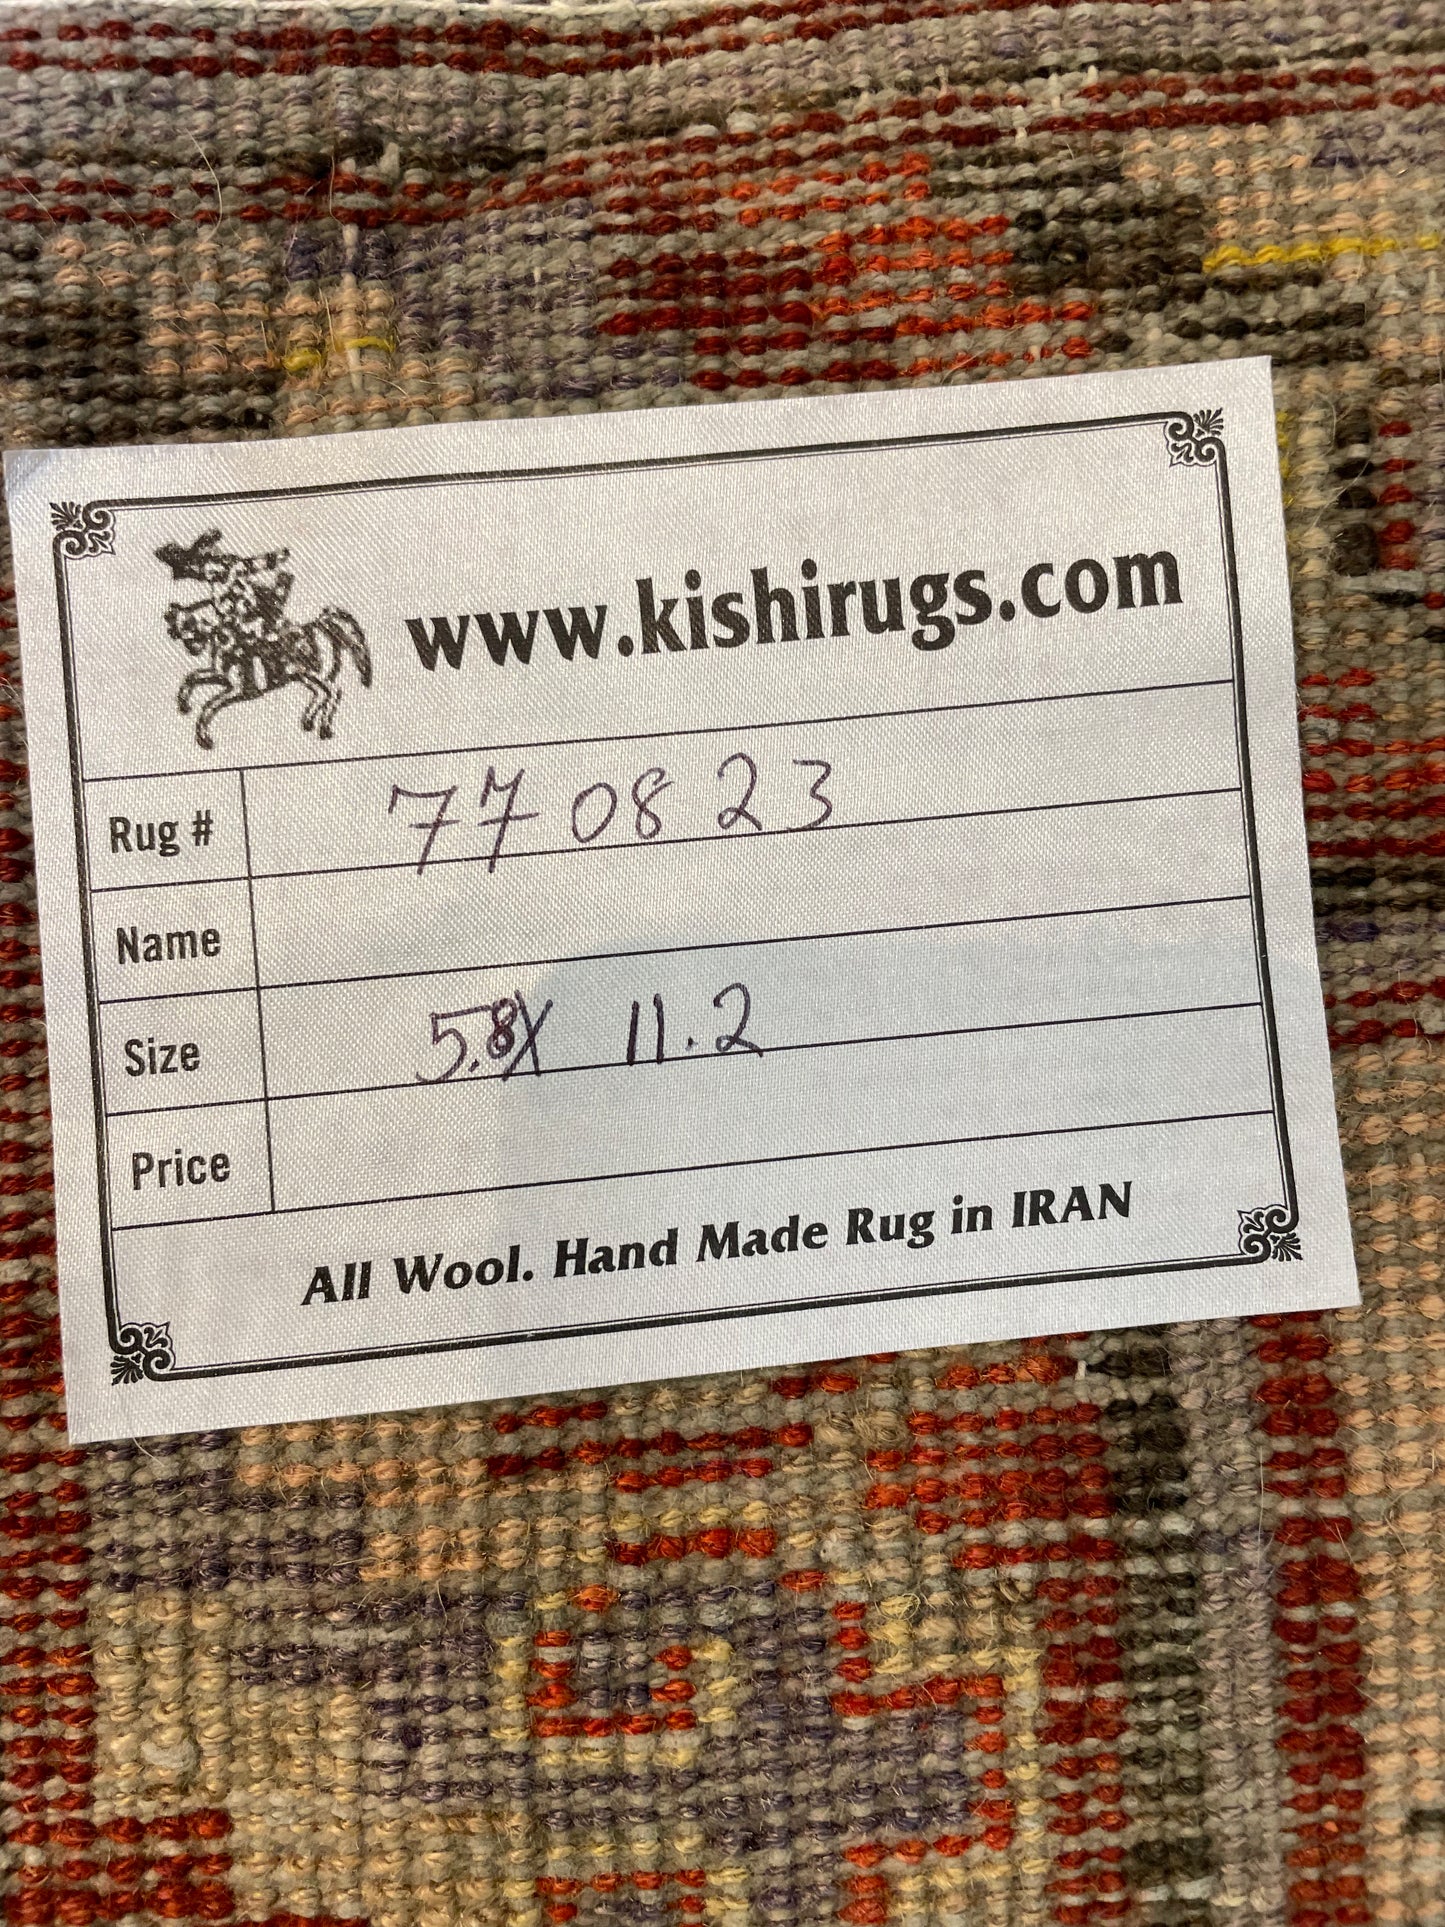 www.kishirugs.com
Rug # 770823
Name
Size 5.8X 11.2
Price
All Wool. Hand Made Rug in IRAN